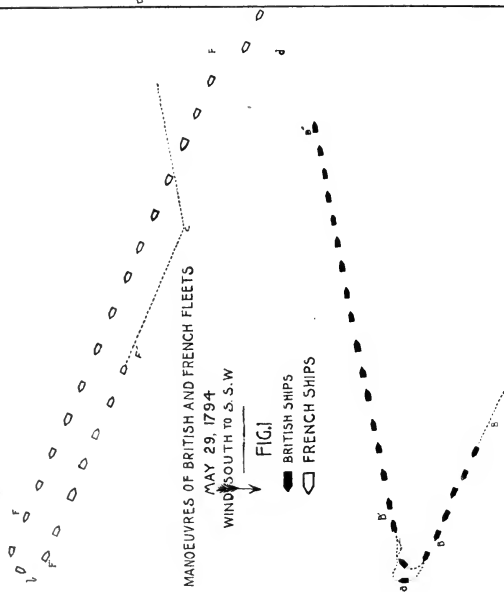 MANOEUVRES OF BRITISH AND FRENCH FLEETS
MAY 29, 1794
WIND SOUTH TO S.S.W
FIG.1
BRITISH SHIPS
FRENCH SHIPS
F
d
B'
C
F'
F
F'
l
B'
B
B
a